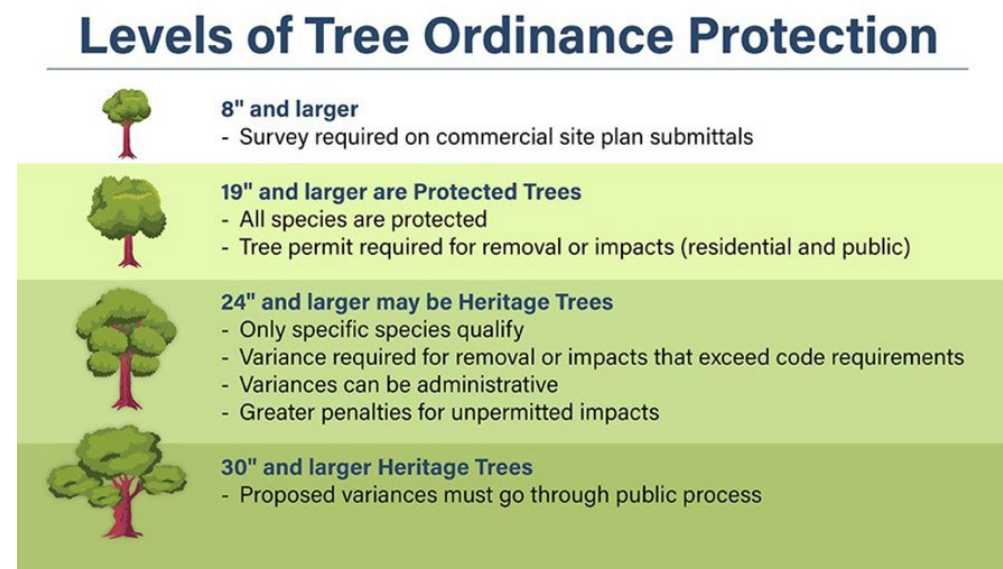 Levels of Tree Ordinance Protection
8" and larger
- Survey required on commercial site plan submittals
19" and larger are Protected Trees
- All species are protected
- Tree permit required for removal or impacts (residential and public)
24" and larger may be Heritage Trees
- Only specific species qualify
- Variance required for removal or impacts that exceed code requirements
- Variances can be administrative
- Greater penalties for unpermitted impacts
30" and larger Heritage Trees
- Proposed variances must go through public process